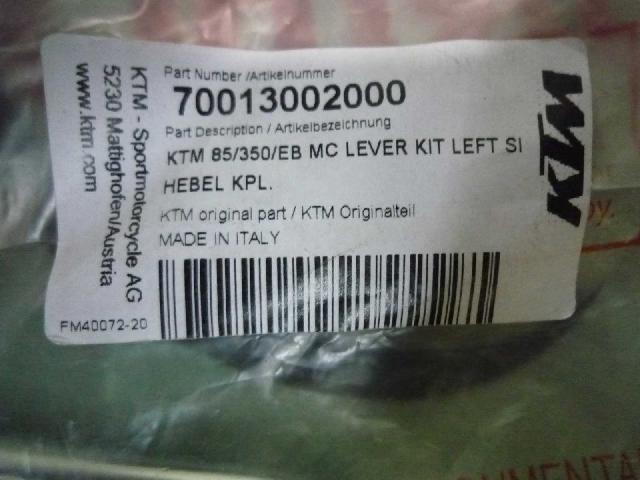 KTM - Sportmotorcycle AG
5230 Mattighofen/Austria
www.ktm.com
Part Number /Artikelnummer
70013002000
Part Description / Artikelbezeichnung
KTM 85/350/EB MC LEVER KIT LEFT SI
HEBEL KPL.
KTM original part / KTM Originalteil
MADE IN ITALY
FM40072-20
KTM
by.